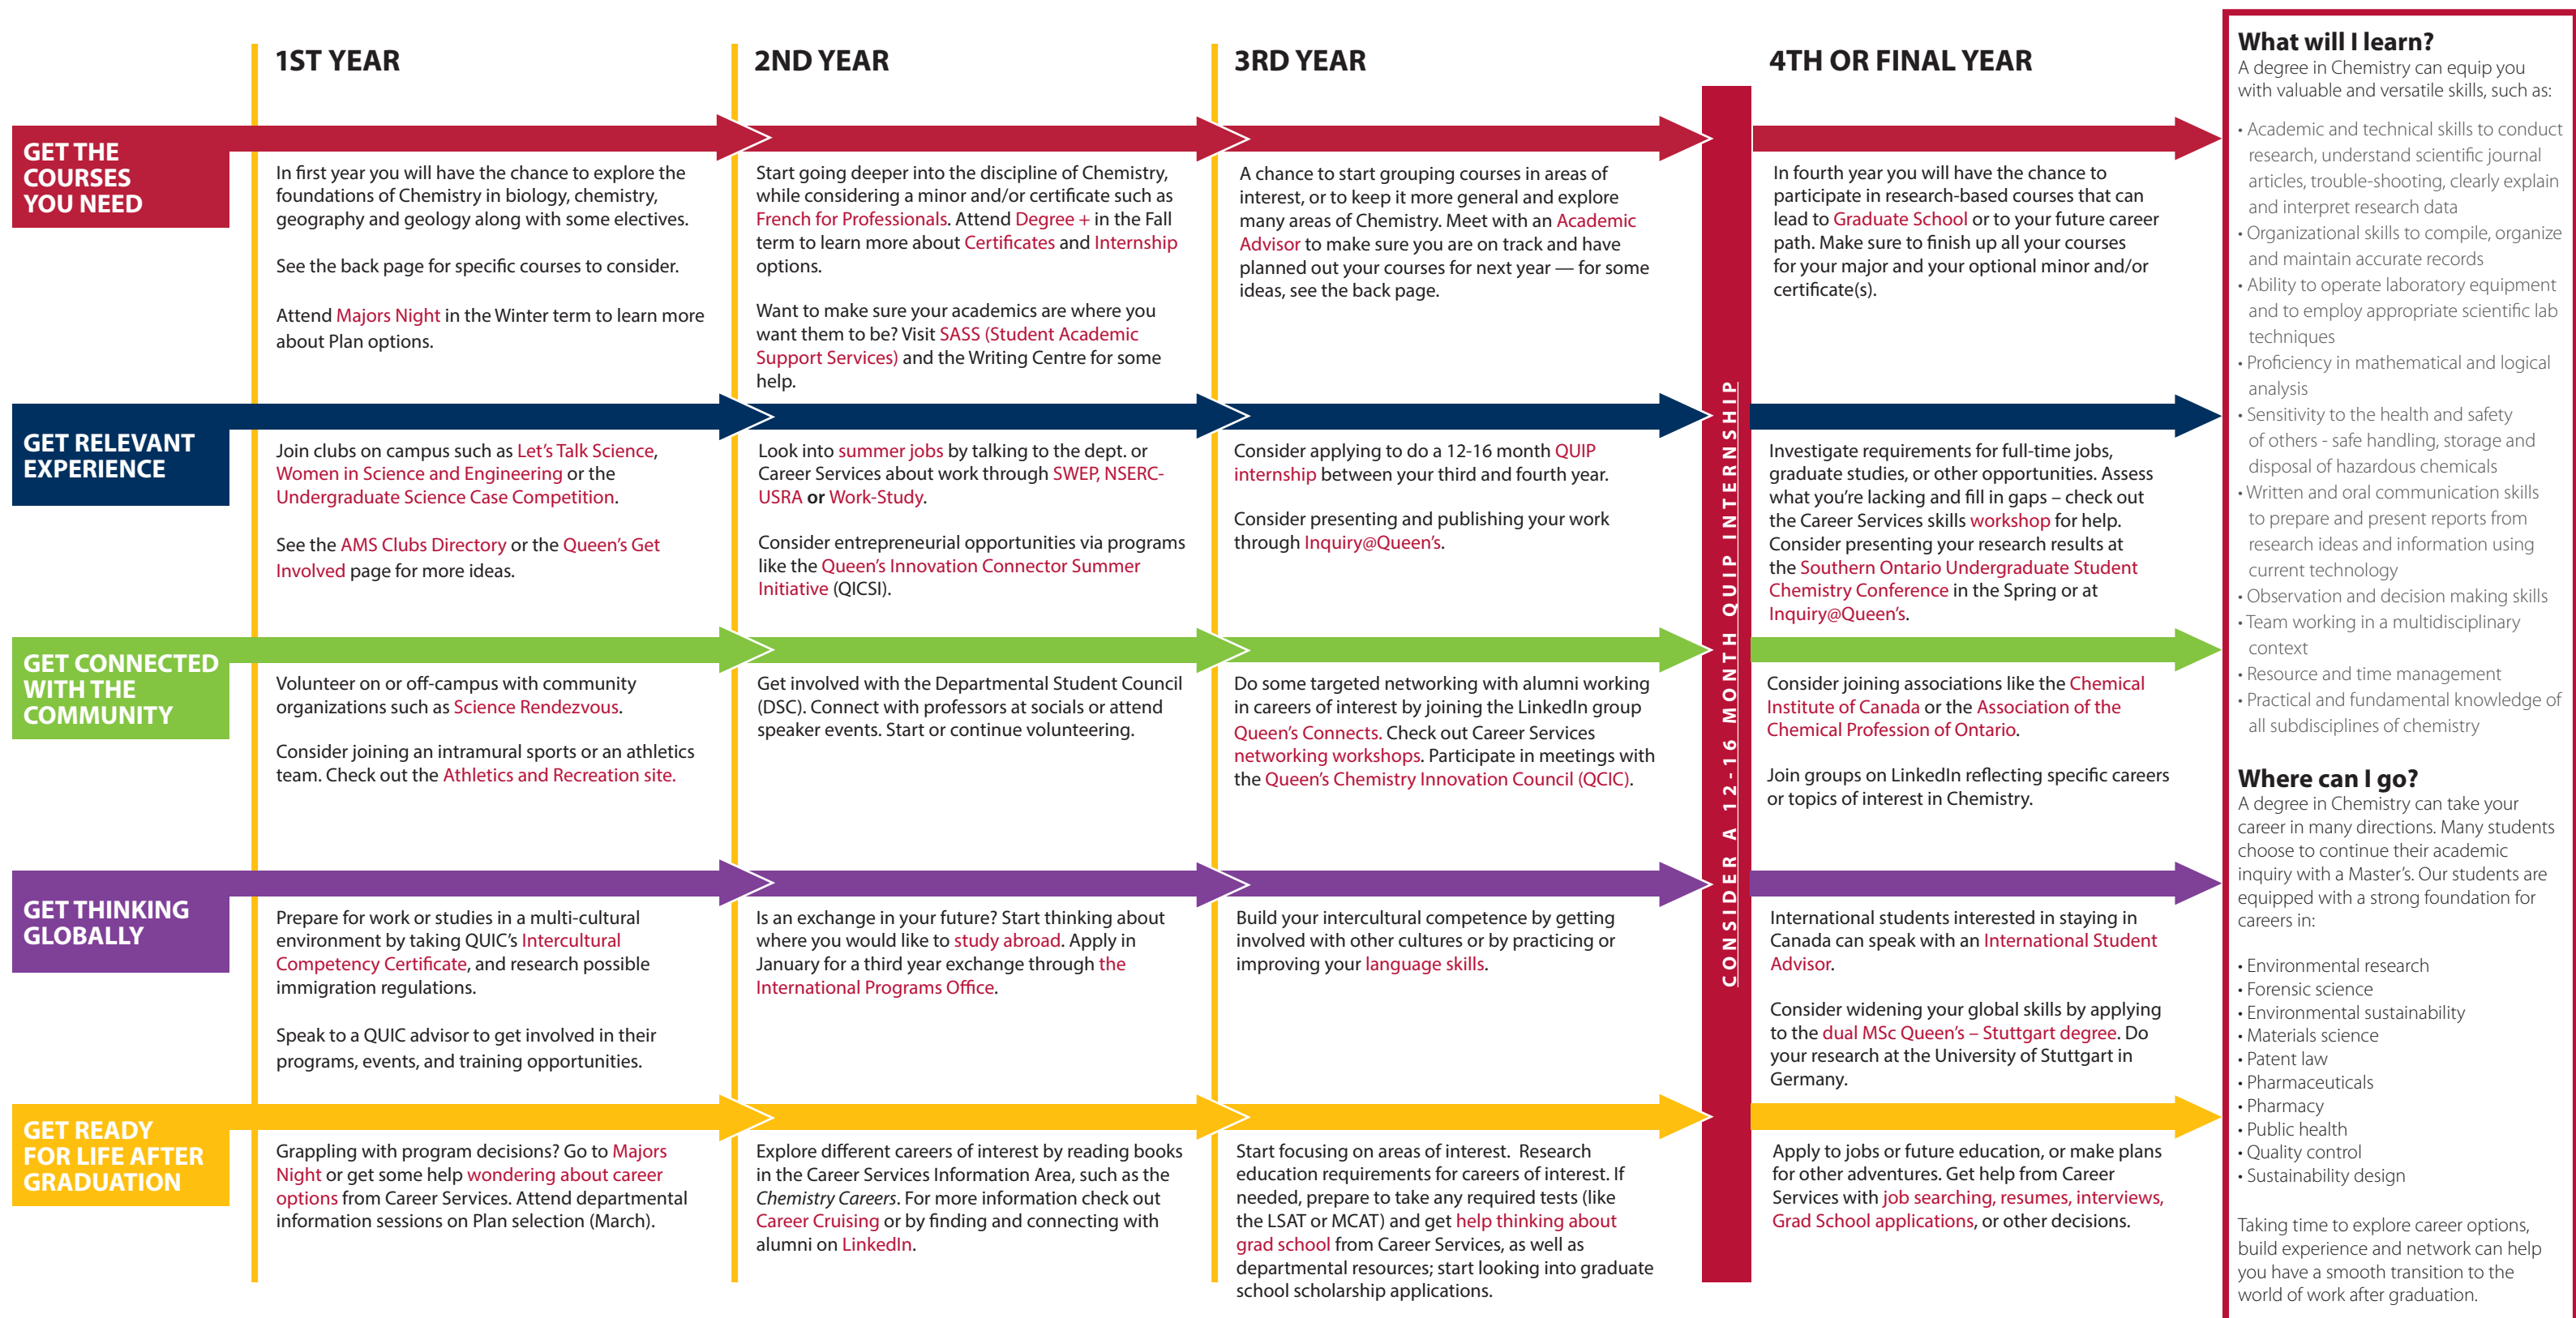 1ST YEAR
2ND YEAR
3RD YEAR
4TH OR FINAL YEAR
GET THE
COURSES
YOU NEED
In first year you will have the chance to explore the
foundations of Chemistry in biology, chemistry,
geography and geology along with some electives.
See the back page for specific courses to consider.
Attend Majors Night in the Winter term to learn more
about Plan options.
Start going deeper into the discipline of Chemistry,
while considering a minor and/or certificate such as
French for Professionals. Attend Degree + in the Fall
term to learn more about Certificates and Internship
options.
Want to make sure your academics are where you
want them to be? Visit SASS (Student Academic
Support Services) and the Writing Centre for some
help.
A chance to start grouping courses in areas of
interest, or to keep it more general and explore
many areas of Chemistry. Meet with an Academic
Advisor to make sure you are on track and have
planned out your courses for next year — for some
ideas, see the back page.
In fourth year you will have the chance to
participate in research-based courses that can
lead to Graduate School or to your future career
path. Make sure to finish up all your courses
for your major and your optional minor and/or
certificate(s).
GET RELEVANT
EXPERIENCE
Join clubs on campus such as Let's Talk Science,
Women in Science and Engineering or the
Undergraduate Science Case Competition.
See the AMS Clubs Directory or the Queen's Get
Involved page for more ideas.
Look into summer jobs by talking to the dept. or
Career Services about work through SWEP, NSERC-
USRA or Work-Study.
Consider entrepreneurial opportunities via programs
like the Queen's Innovation Connector Summer
Initiative (QICSI).
Consider applying to do a 12-16 month QUIP
internship between your third and fourth year.
Consider presenting and publishing your work
through Inquiry@Queen's.
Investigate requirements for full-time jobs,
graduate studies, or other opportunities. Assess
what you're lacking and fill in gaps – check out
the Career Services skills workshop for help.
Consider presenting your research results at
the Southern Ontario Undergraduate Student
Chemistry Conference in the Spring or at
Inquiry@Queen's.
GET CONNECTED
WITH THE
COMMUNITY
Volunteer on or off-campus with community
organizations such as Science Rendezvous.
Consider joining an intramural sports or an athletics
team. Check out the Athletics and Recreation site.
Get involved with the Departmental Student Council
(DSC). Connect with professors at socials or attend
speaker events. Start or continue volunteering.
Do some targeted networking with alumni working
in careers of interest by joining the LinkedIn group
Queen's Connects. Check out Career Services
networking workshops. Participate in meetings with
the Queen's Chemistry Innovation Council (QCIC).
Consider joining associations like the Chemical
Institute of Canada or the Association of the
Chemical Profession of Ontario.
Join groups on LinkedIn reflecting specific careers
or topics of interest in Chemistry.
GET THINKING
GLOBALLY
Prepare for work or studies in a multi-cultural
environment by taking QUIC's Intercultural
Competency Certificate, and research possible
immigration regulations.
Speak to a QUIC advisor to get involved in their
programs, events, and training opportunities.
Is an exchange in your future? Start thinking about
where you would like to study abroad. Apply in
January for a third year exchange through the
International Programs Office.
Build your intercultural competence by getting
involved with other cultures or by practicing or
improving your language skills.
International students interested in staying in
Canada can speak with an International Student
Advisor.
Consider widening your global skills by applying
to the dual MSc Queen's – Stuttgart degree. Do
your research at the University of Stuttgart in
Germany.
GET READY
FOR LIFE AFTER
GRADUATION
Grappling with program decisions? Go to Majors
Night or get some help wondering about career
options from Career Services. Attend departmental
information sessions on Plan selection (March).
Explore different careers of interest by reading books
in the Career Services Information Area, such as the
Chemistry Careers. For more information check out
Career Cruising or by finding and connecting with
alumni on LinkedIn.
Start focusing on areas of interest.  Research
education requirements for careers of interest. If
needed, prepare to take any required tests (like
the LSAT or MCAT) and get help thinking about
grad school from Career Services, as well as
departmental resources; start looking into graduate
school scholarship applications.
Apply to jobs or future education, or make plans
for other adventures. Get help from Career
Services with job searching, resumes, interviews,
Grad School applications, or other decisions.
CONSIDER A 12-16 MONTH QUIP INTERNSHIP
What will I learn?
A degree in Chemistry can equip you
with valuable and versatile skills, such as:
• Academic and technical skills to conduct
research, understand scientific journal
articles, trouble-shooting, clearly explain
and interpret research data
• Organizational skills to compile, organize
and maintain accurate records
• Ability to operate laboratory equipment
and to employ appropriate scientific lab
techniques
• Proficiency in mathematical and logical
analysis
• Sensitivity to the health and safety
of others - safe handling, storage and
disposal of hazardous chemicals
• Written and oral communication skills
to prepare and present reports from
research ideas and information using
current technology
• Observation and decision making skills
• Team working in a multidisciplinary
context
• Resource and time management
• Practical and fundamental knowledge of
all subdisciplines of chemistry
Where can I go?
A degree in Chemistry can take your
career in many directions. Many students
choose to continue their academic
inquiry with a Master's. Our students are
equipped with a strong foundation for
careers in:
• Environmental research
• Forensic science
• Environmental sustainability
• Materials science
• Patent law
• Pharmaceuticals
• Pharmacy
• Public health
• Quality control
• Sustainability design
Taking time to explore career options,
build experience and network can help
you have a smooth transition to the
world of work after graduation.